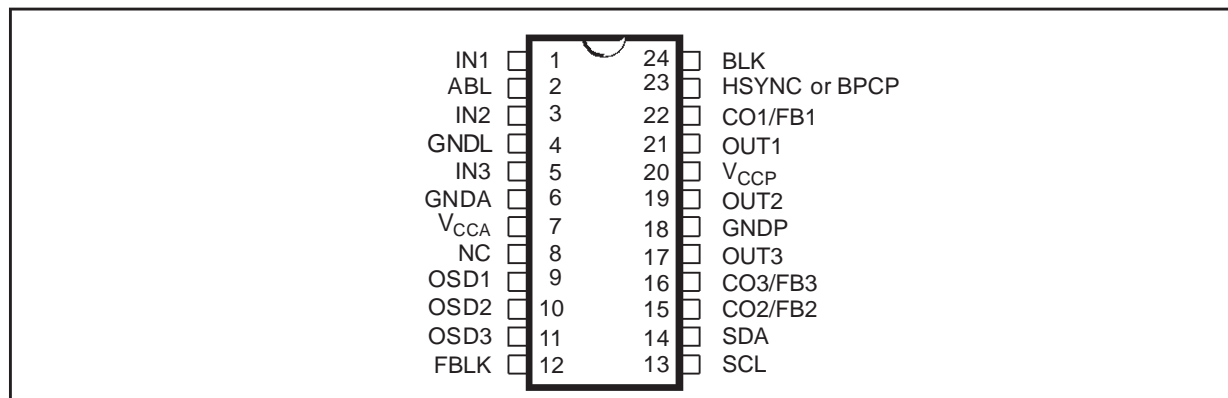 IN1 1 24 BLK
ABL 2 23 HSYNC or BPCP
IN2 3 22 CO1/FB1
GNDL 4 21 OUT1
IN3 5 20 VCCP
GNDA 6 19 OUT2
VCCA 7 18 GNDP
NC 8 17 OUT3
OSD1 9 16 CO3/FB3
OSD2 10 15 CO2/FB2
OSD3 11 14 SDA
FBLK 12 13 SCL